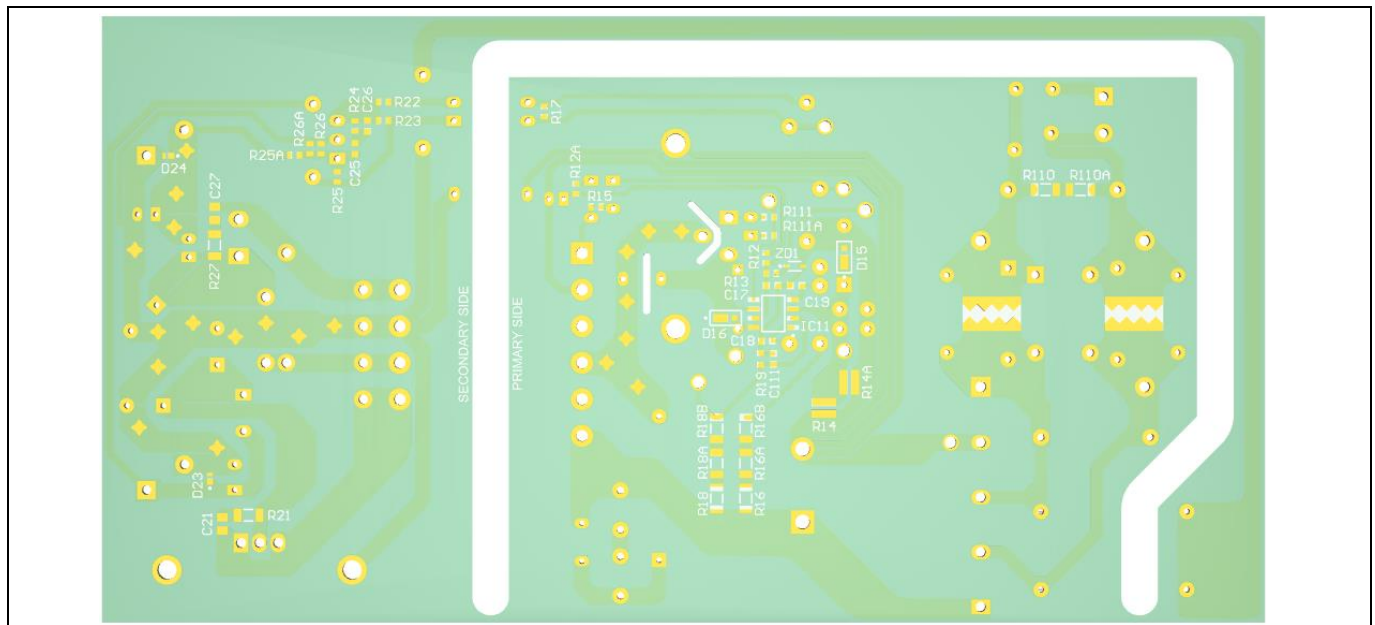 R24
C26
R22
R23
R17
R26A
R26
R25A
D24
C25
R25
R12A
R15
C27
R27
R110
R110A
R111
R111A
R12
ZD1
D15
R13
C17
C19
D16
C18
IC11
SECONDARY SIDE
PRIMARY SIDE
R19
C111
R14A
R14
R18B
R16B
R18A
R16A
R18
R16
D23
C21
R21